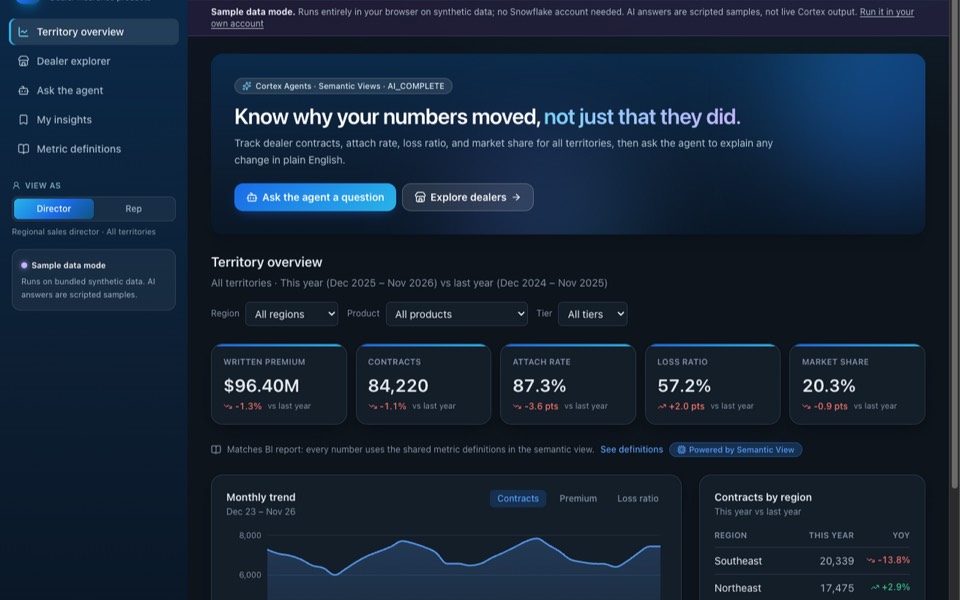 Sample data mode. Runs entirely in your browser on synthetic data; no Snowflake account needed. AI answers are scripted samples, not live Cortex output. Run it in your
own account
Territory overview
Dealer explorer
Ask the agent
My insights
Metric definitions
VIEW AS
Director
Rep
Regional sales director · All territories
Sample data mode
Runs on bundled synthetic data. AI
answers are scripted samples.
Cortex Agents · Semantic Views · AI_COMPLETE
Know why your numbers moved, not just that they did.
Track dealer contracts, attach rate, loss ratio, and market share for all territories, then ask the agent to explain any
change in plain English.
Ask the agent a question
Explore dealers →
Territory overview
All territories · This year (Dec 2025 – Nov 2026) vs last year (Dec 2024 – Nov 2025)
Region All regions Product All products Tier All tiers
WRITTEN PREMIUM
$96.40M
-1.3% vs last year
CONTRACTS
84,220
-1.1% vs last year
ATTACH RATE
87.3%
-3.6 pts vs last year
LOSS RATIO
57.2%
+2.0 pts vs last year
MARKET SHARE
20.3%
-0.9 pts vs last year
Matches BI report: every number uses the shared metric definitions in the semantic view. See definitions Powered by Semantic View
Monthly trend
Dec 23 – Nov 26
Contracts Premium Loss ratio
8,000
6,000
Contracts by region
This year vs last year
REGION THIS YEAR YOY
Southeast 20,339 -13.8%
Northeast 17,475 +2.9%